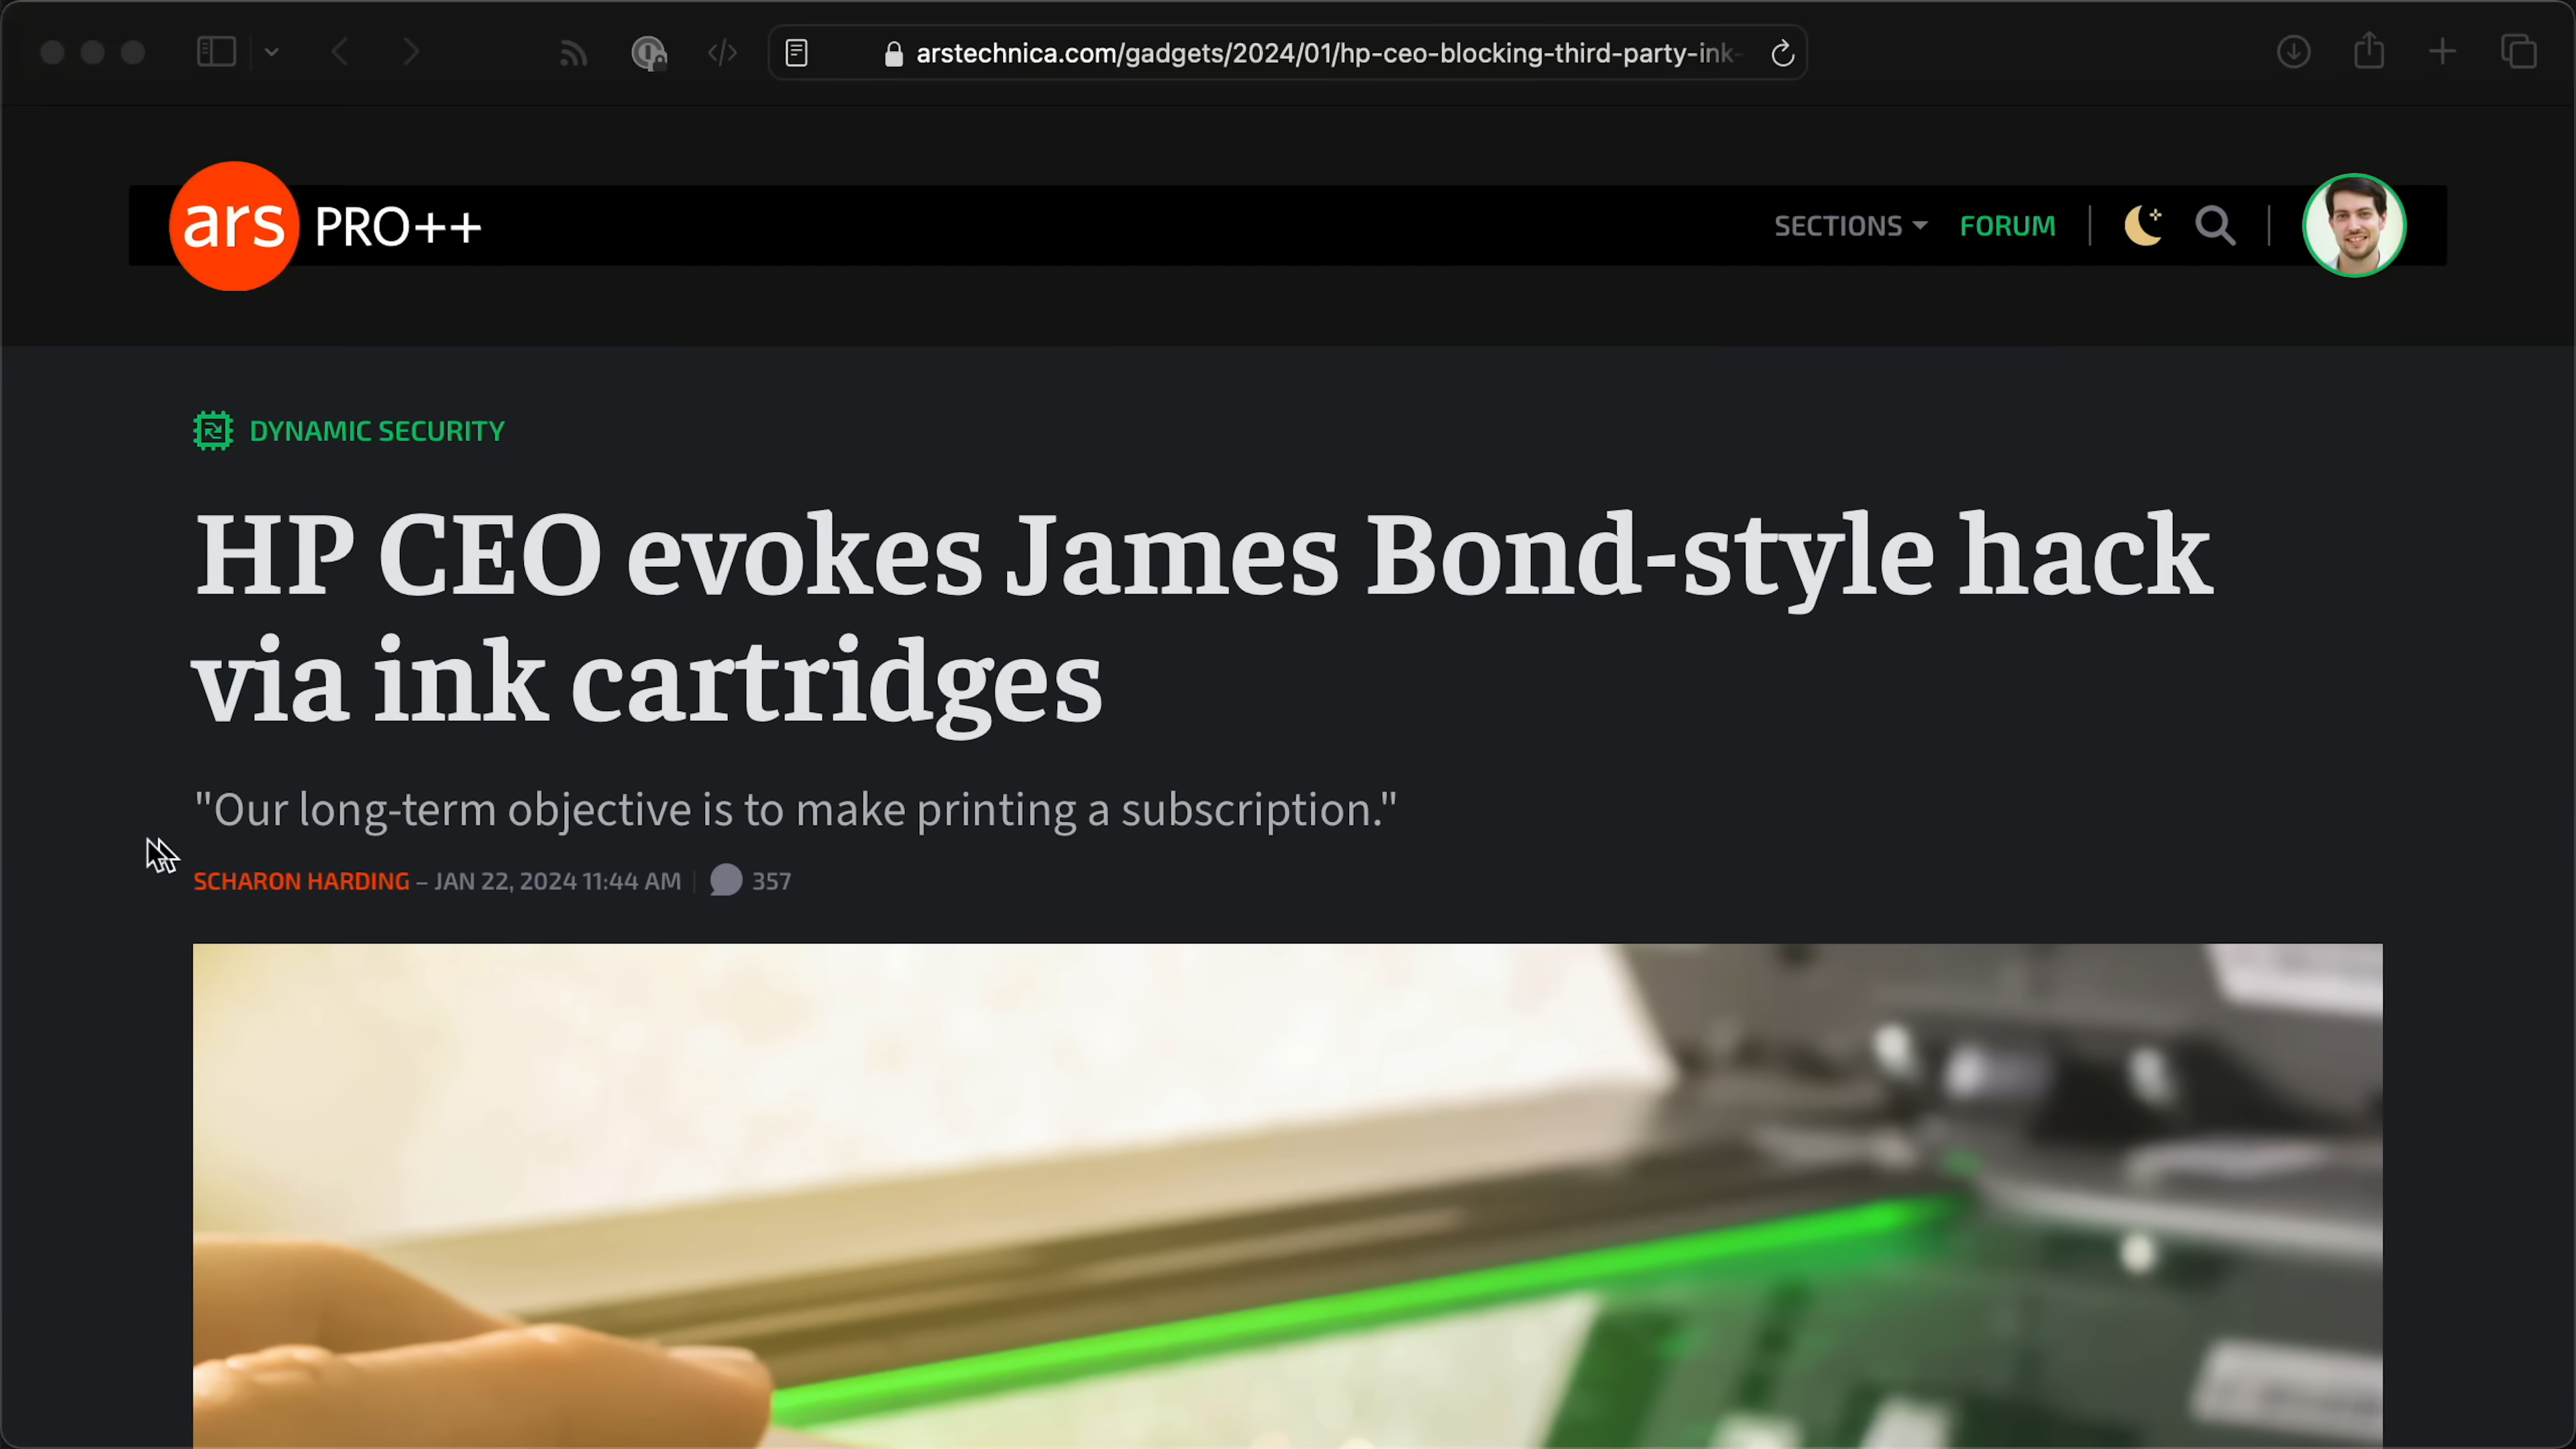 arstechnica.com/gadgets/2024/01/hp-ceo-blocking-third-party-ink-
ars PRO++
SECTIONS FORUM
DYNAMIC SECURITY
HP CEO evokes James Bond-style hack
via ink cartridges
"Our long-term objective is to make printing a subscription."
SCHARON HARDING – JAN 22, 2024 11:44 AM 357